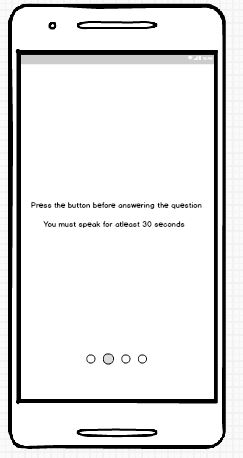 Press the button before answering the question
You must speak for atleast 30 seconds